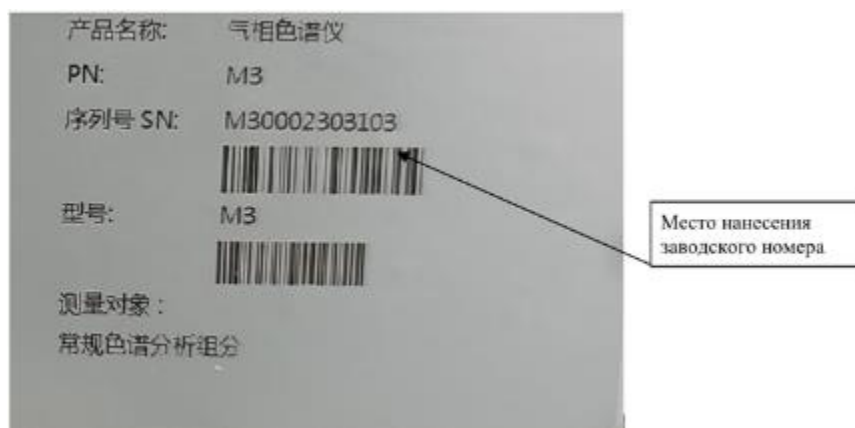 产品名称: 气相色谱仪
PN: M3
序列号 SN: M30002303103
型号: M3
测量对象：
常规色谱分析组分
Место нанесения
заводского номера